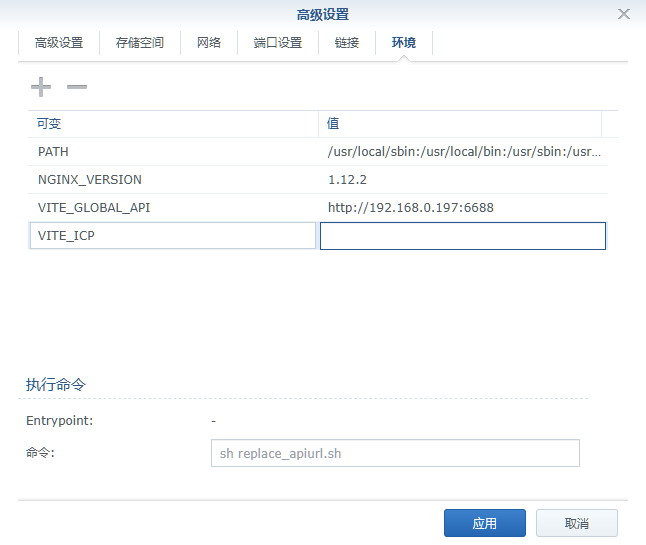 高级设置
高级设置 存储空间 网络 端口设置 链接 环境
可变 值
PATH /usr/local/sbin:/usr/local/bin:/usr/sbin:/usr...
NGINX_VERSION 1.12.2
VITE_GLOBAL_API http://192.168.0.197:6688
VITE_ICP
执行命令
Entrypoint: -
命令: sh replace_apiurl.sh
应用 取消